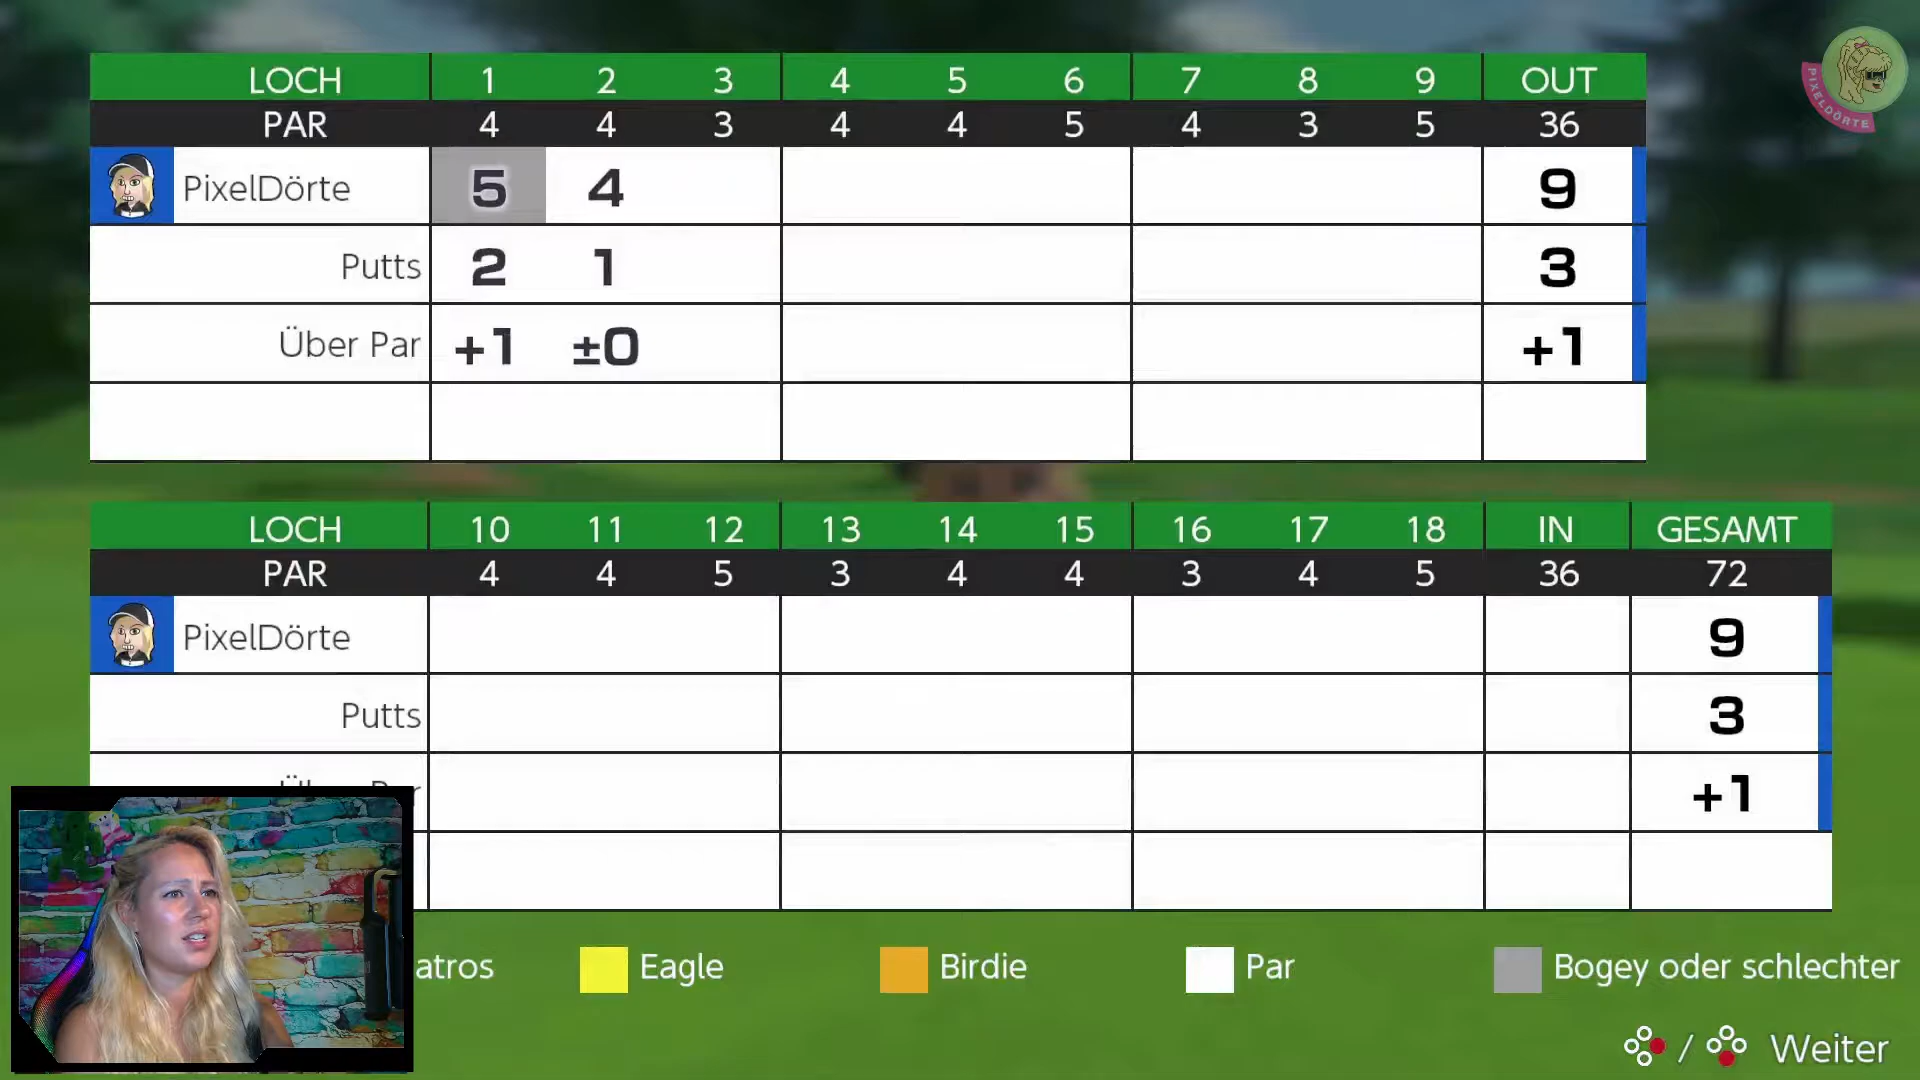 LOCH 1 2 3 4 5 6 7 8 9 OUT
PAR 4 4 3 4 4 5 4 3 5 36
PixelDörte 5 4 9
Putts 2 1 3
Über Par +1 ±0 +1
LOCH 10 11 12 13 14 15 16 17 18 IN GESAMT
PAR 4 4 5 3 4 4 3 4 5 36 72
PixelDörte 9
Putts 3
+1
atros Eagle Birdie Par Bogey oder schlechter
/ Weiter
PIXELDÖRTE